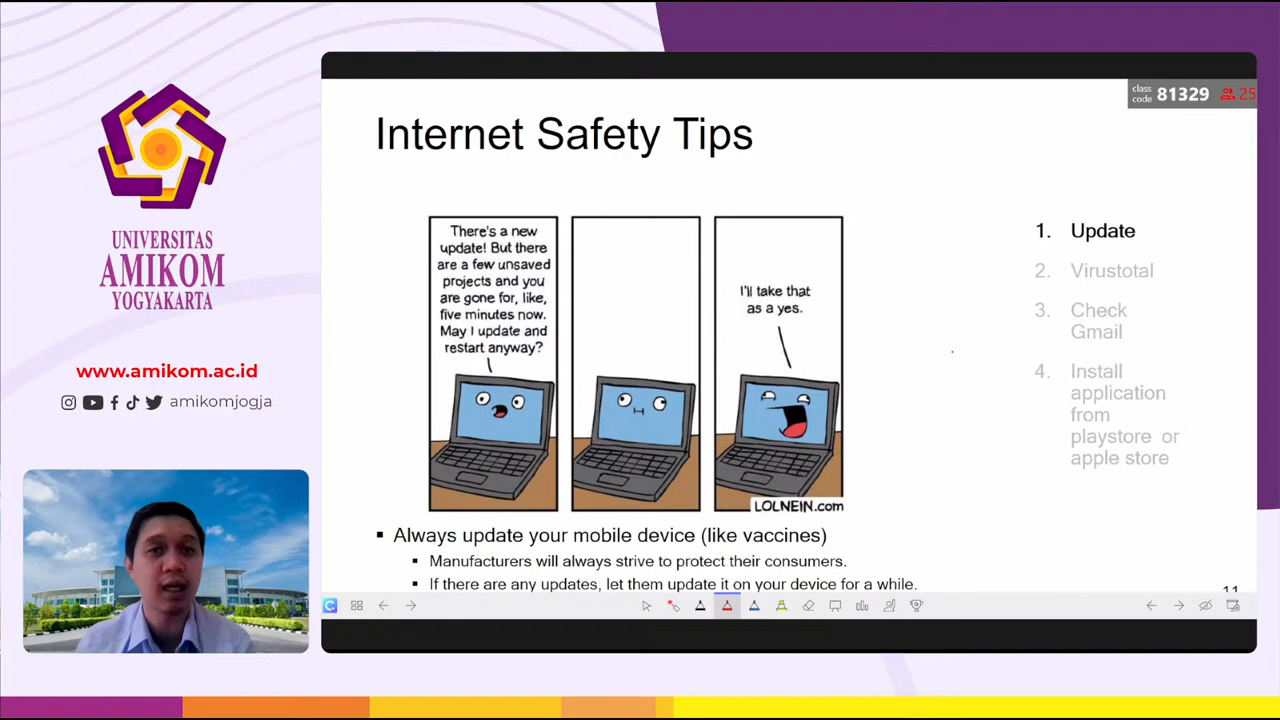 UNIVERSITAS
AMIKOM
YOGYAKARTA
www.amikom.ac.id
amikomjogja
class
code 81329 25
Internet Safety Tips
There's a new
update! But there
are a few unsaved
projects and you
are gone for, like,
five minutes now.
May I update and
restart anyway?
I'll take that
as a yes.
LOLNEIN.com
1. Update
2. Virustotal
3. Check
Gmail
4. Install
application
from
playstore or
apple store
▪ Always update your mobile device (like vaccines)
▪ Manufacturers will always strive to protect their consumers.
▪ If there are any updates, let them update it on your device for a while.
11